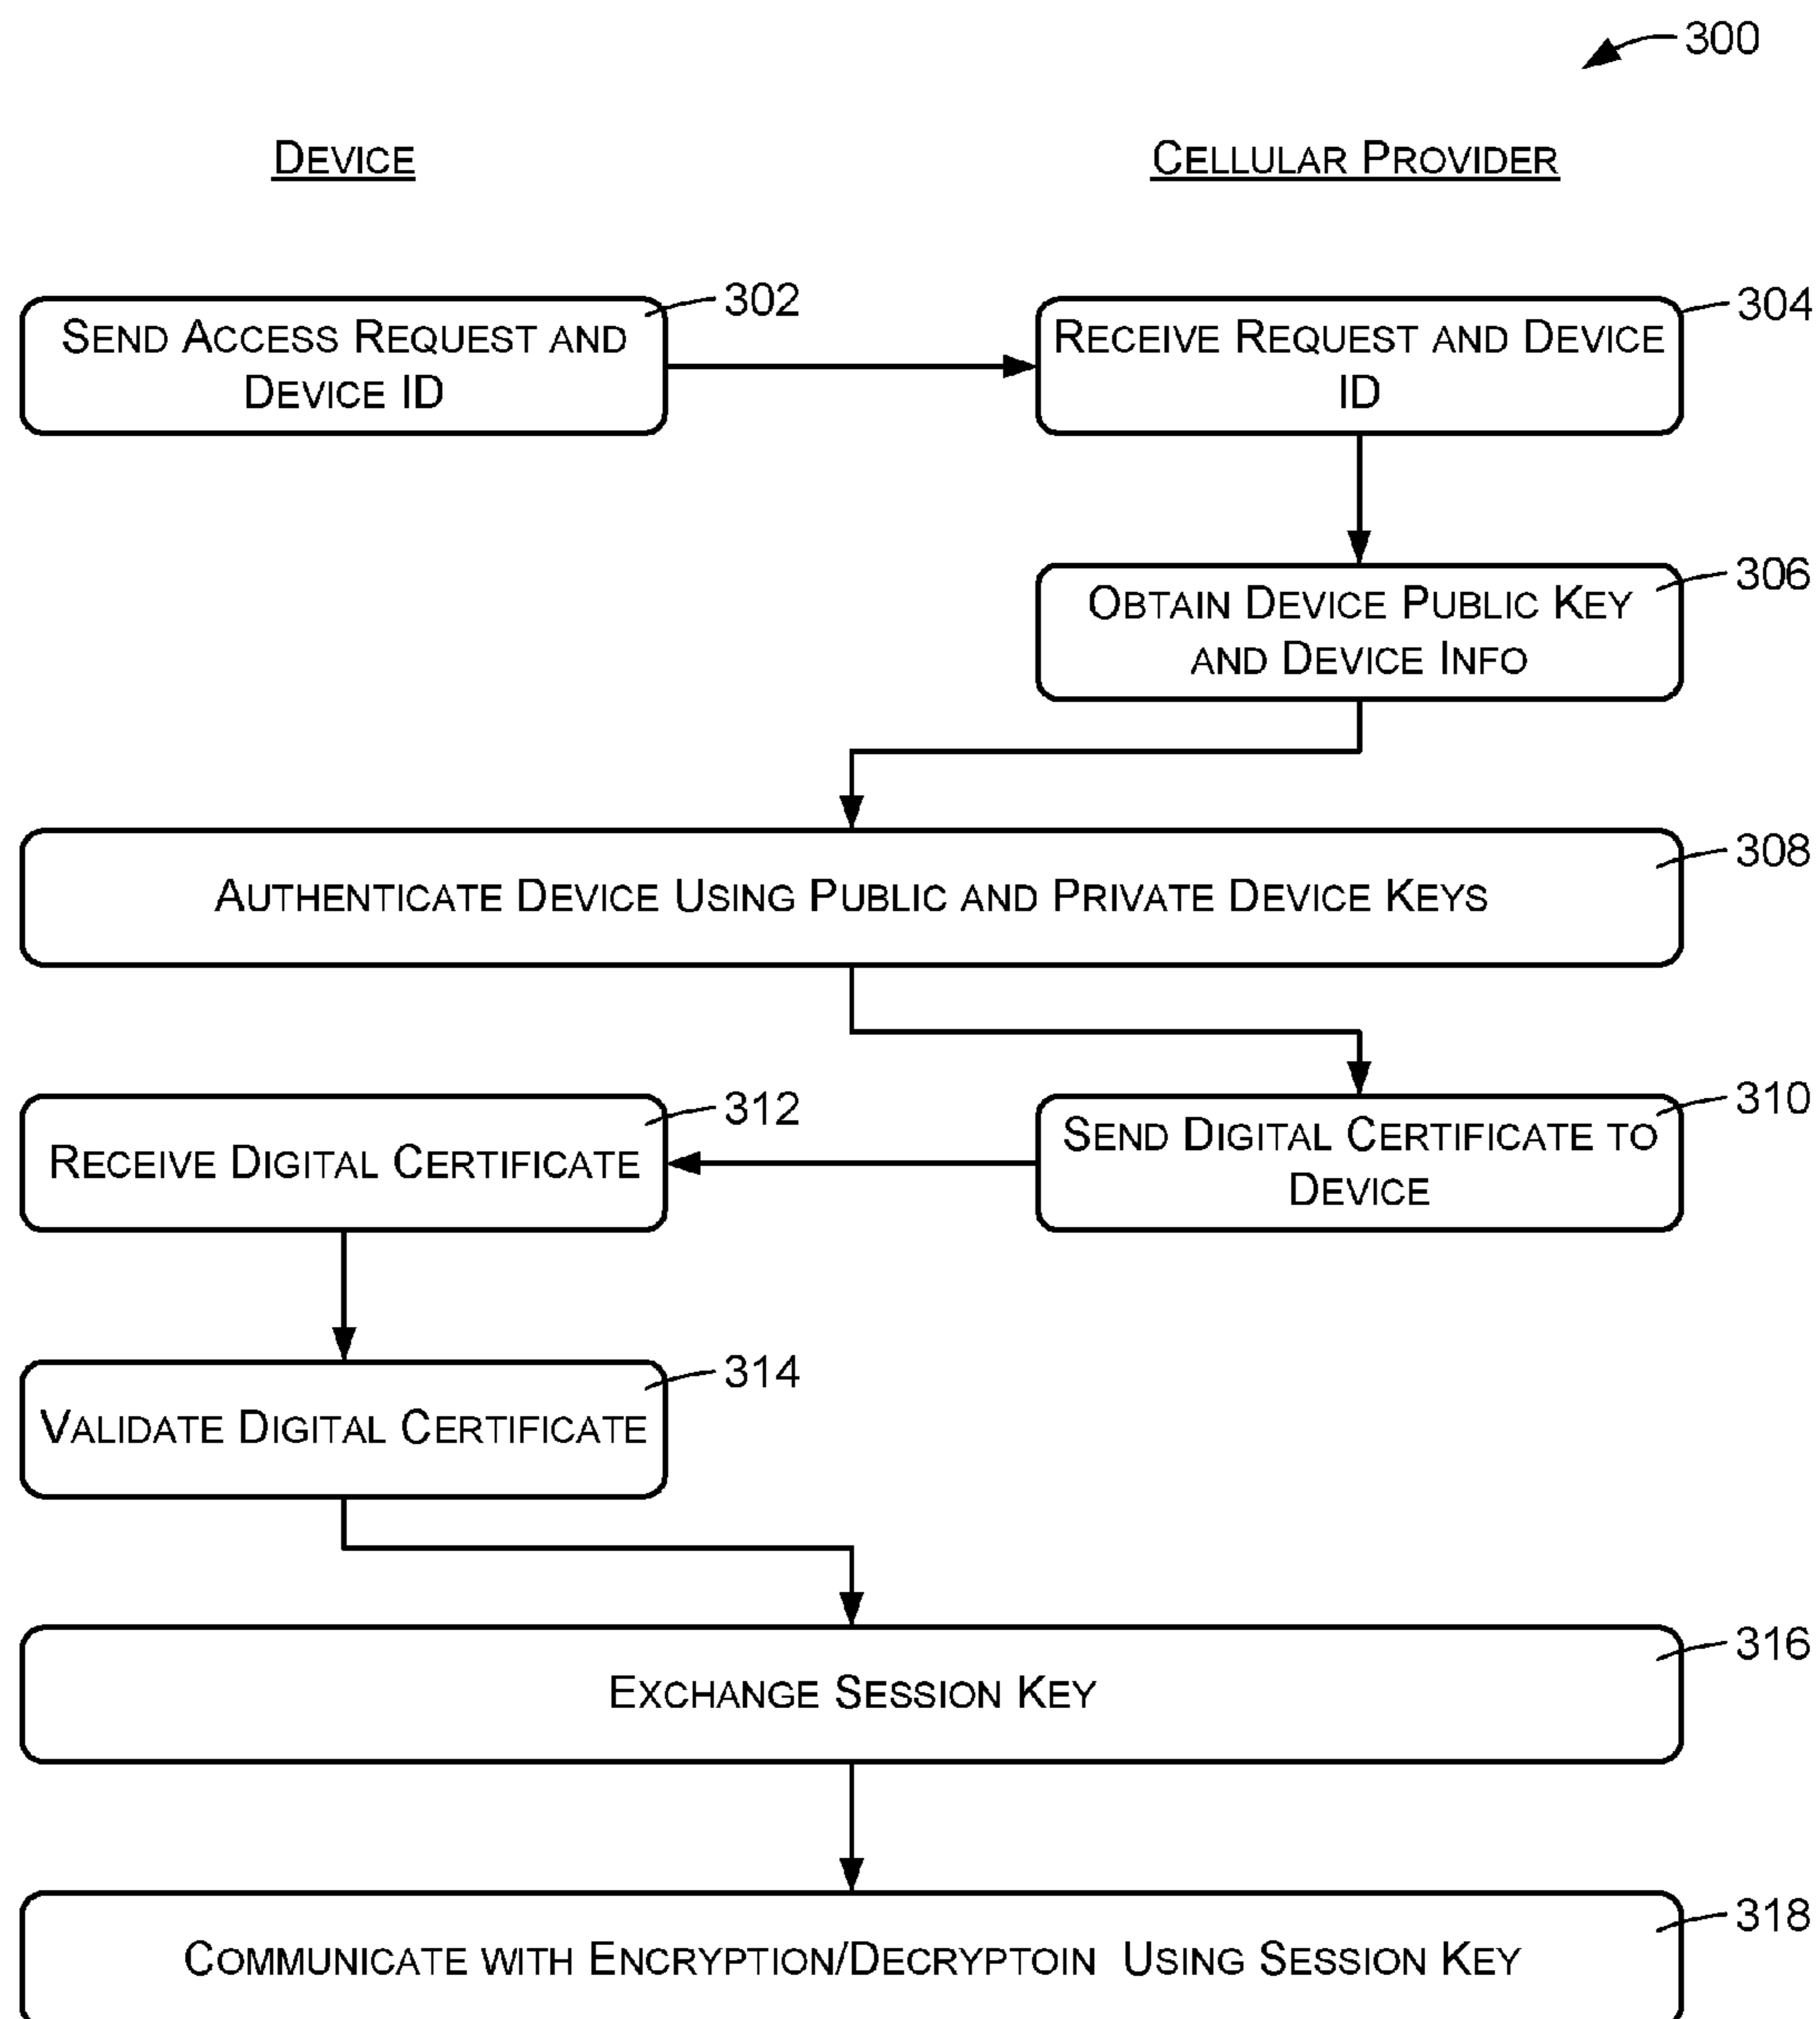 300
DEVICE
CELLULAR PROVIDER
302
SEND ACCESS REQUEST AND
DEVICE ID
304
RECEIVE REQUEST AND DEVICE
ID
306
OBTAIN DEVICE PUBLIC KEY
AND DEVICE INFO
308
AUTHENTICATE DEVICE USING PUBLIC AND PRIVATE DEVICE KEYS
310
SEND DIGITAL CERTIFICATE TO
DEVICE
312
RECEIVE DIGITAL CERTIFICATE
314
VALIDATE DIGITAL CERTIFICATE
316
EXCHANGE SESSION KEY
318
COMMUNICATE WITH ENCRYPTION/DECRYPTOIN USING SESSION KEY